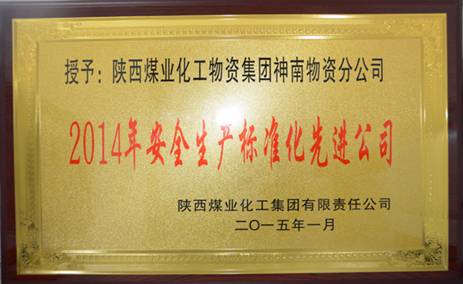 授予：陕西煤业化工物资集团神南物资分公司
2014年安全生产标准化先进公司
陕西煤业化工集团有限责任公司
二〇一五年一月